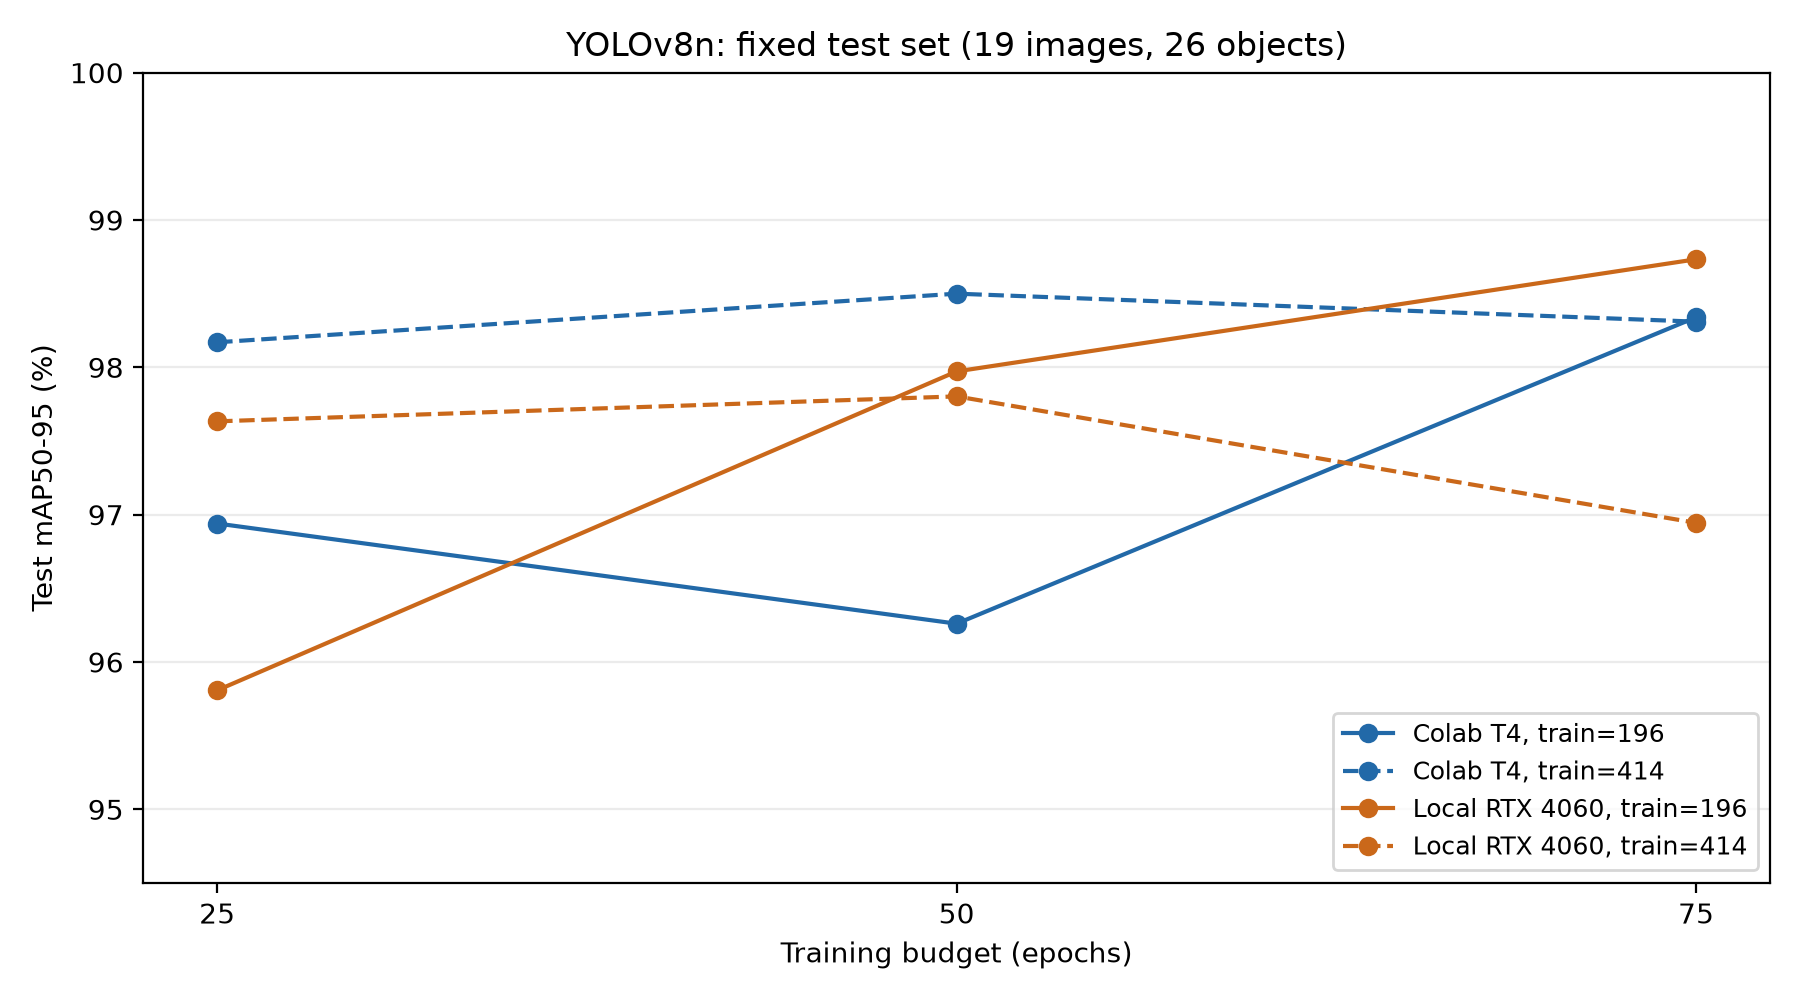 YOLOv8n: fixed test set (19 images, 26 objects)
100
99
98
97
96
95
Test mAP50-95 (%)
25
50
75
Training budget (epochs)
Colab T4, train=196
Colab T4, train=414
Local RTX 4060, train=196
Local RTX 4060, train=414